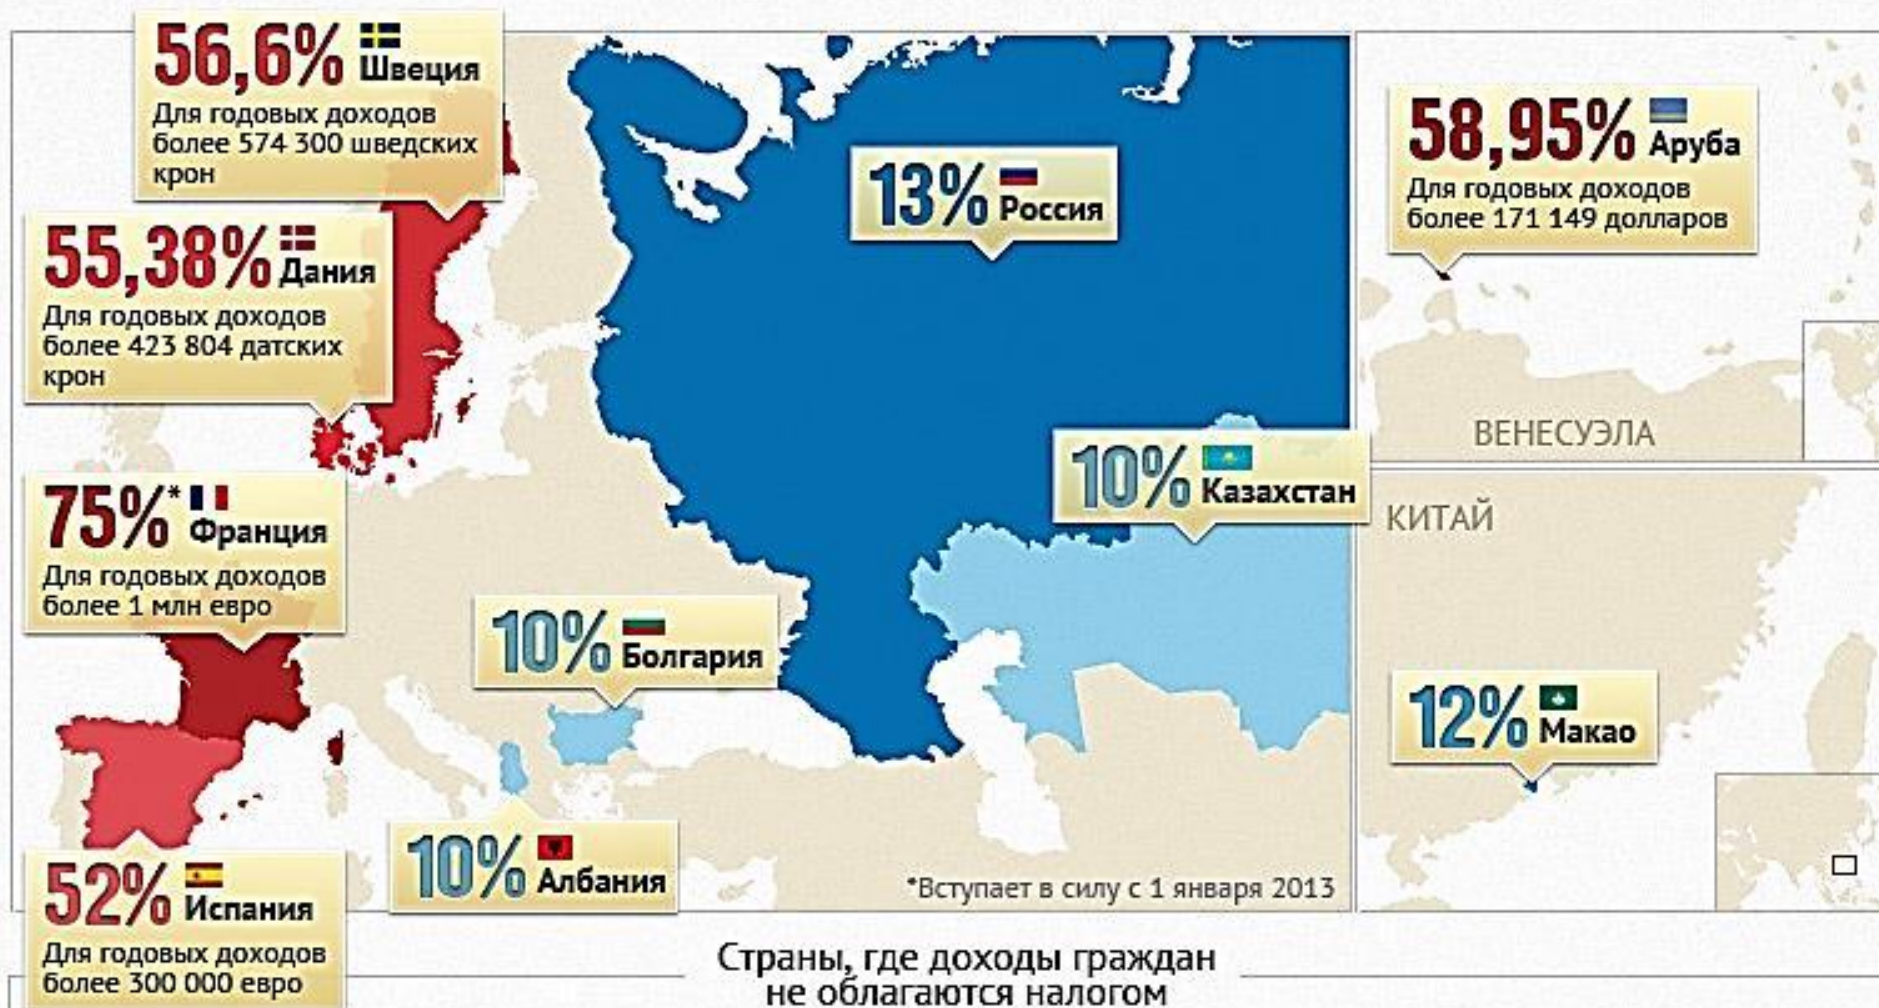 56,6% Швеция
Для годовых доходов
более 574 300 шведских
крон
55,38% Дания
Для годовых доходов
более 423 804 датских
крон
75%* Франция
Для годовых доходов
более 1 млн евро
52% Испания
Для годовых доходов
более 300 000 евро
13% Россия
10% Казахстан
10% Болгария
10% Албания
*Вступает в силу с 1 января 2013
58,95% Аруба
Для годовых доходов
более 171 149 долларов
ВЕНЕСУЭЛА
КИТАЙ
12% Макао
Страны, где доходы граждан
не облагаются налогом